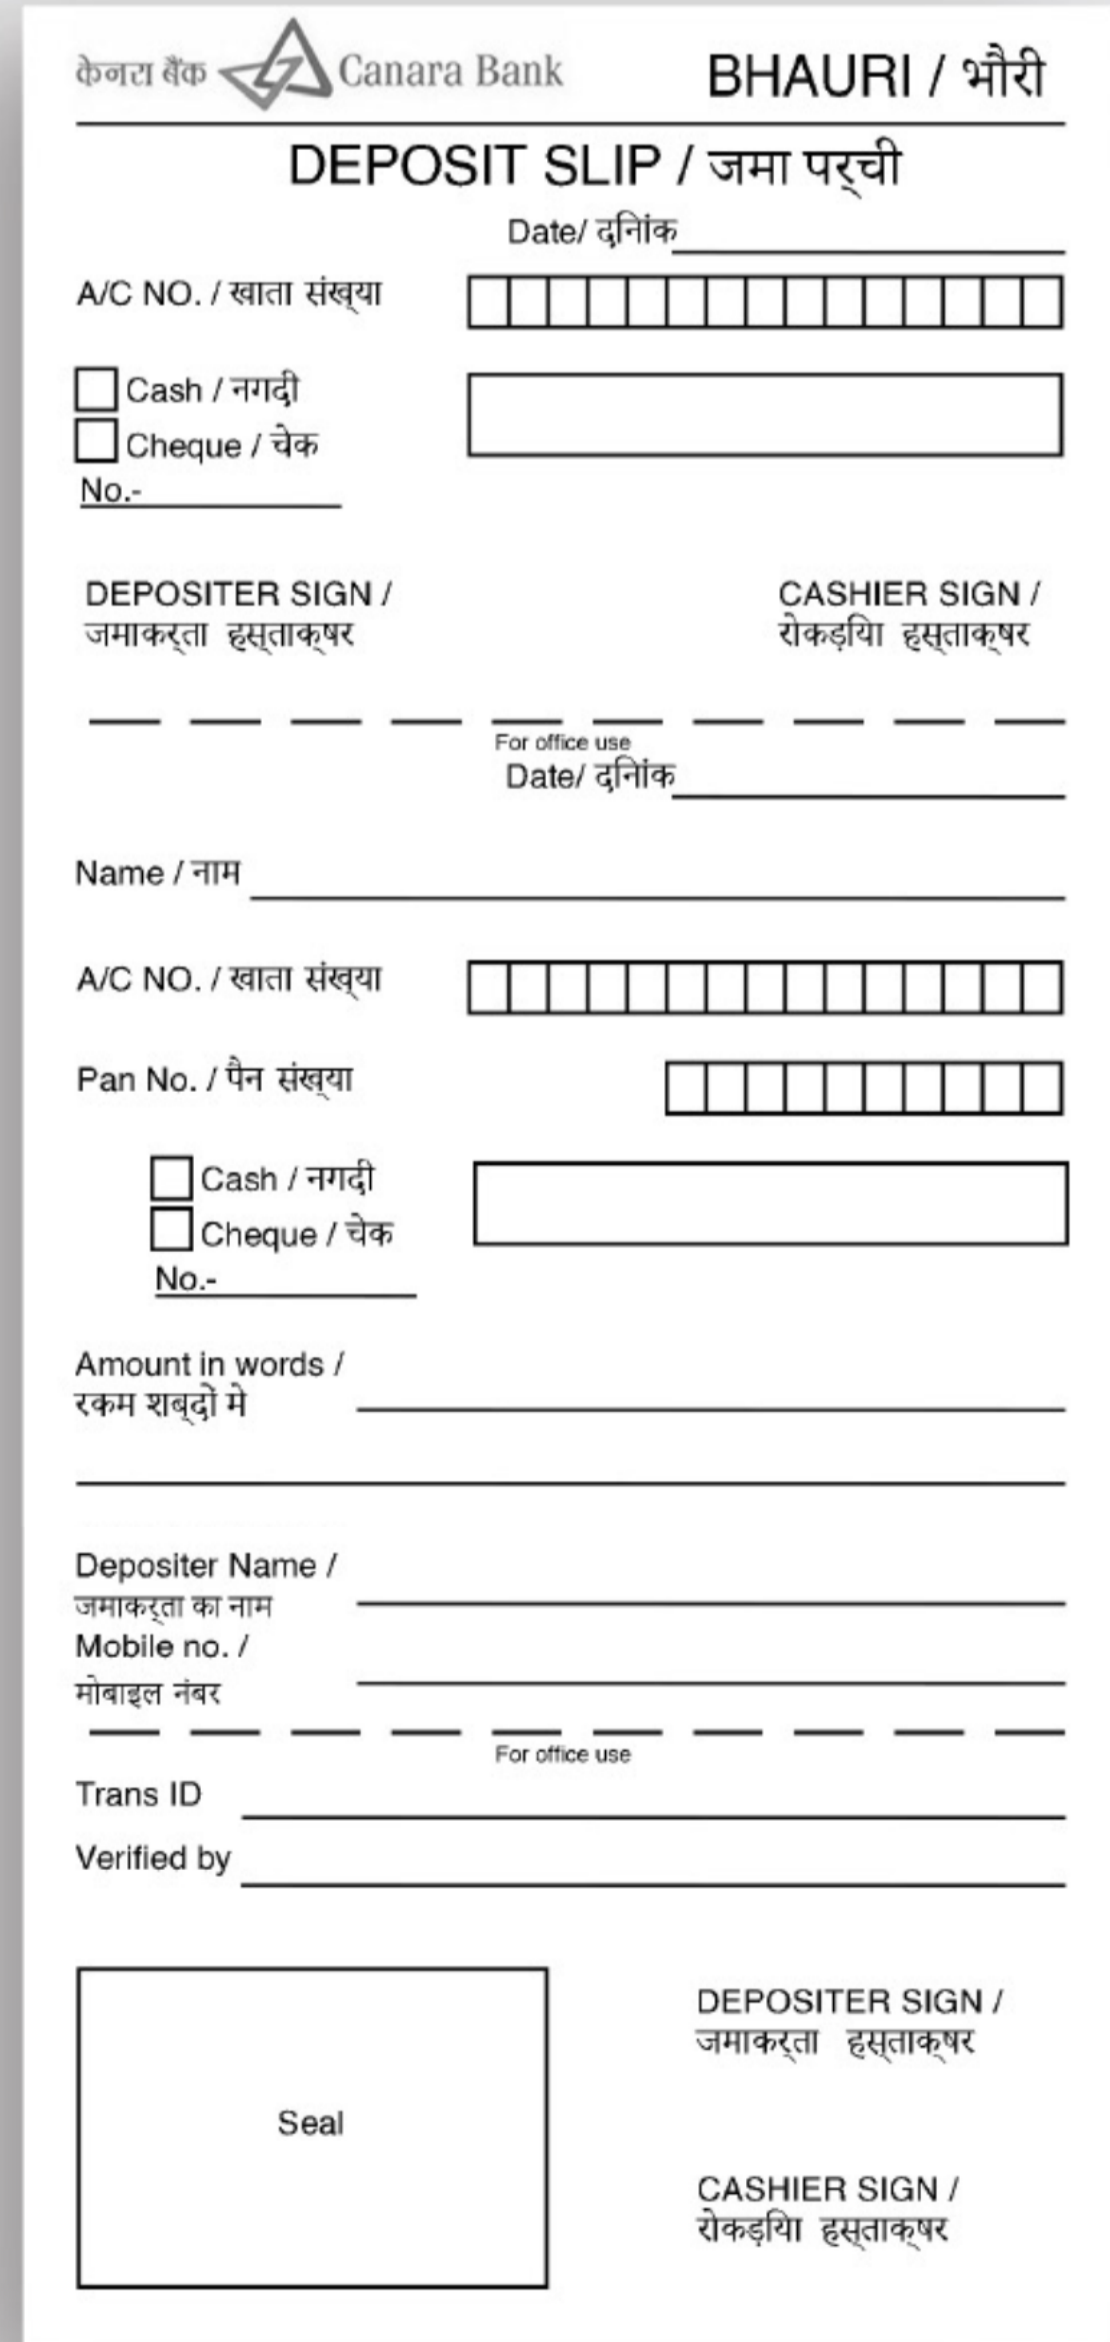 केनरा बैंक Canara Bank BHAURI / भौरी
DEPOSIT SLIP / जमा पर्‌ची
Date/ दनिांक
A/C NO. / खाता संख्‌या
Cash / नगदी
Cheque / चेक
No.-
DEPOSITER SIGN / CASHIER SIGN /
जमाकर्‌ता हस्‌ताक्‌षर रोकड़यिा हस्‌ताक्‌षर
For office use
Date/ दनिांक
Name / नाम
A/C NO. / खाता संख्‌या
Pan No. / पैन संख्‌या
Cash / नगदी
Cheque / चेक
No.-
Amount in words /
रकम शब्‌दों मे
Depositer Name /
जमाकर्‌ता का नाम
Mobile no. /
मोबाइल नंबर
For office use
Trans ID
Verified by
DEPOSITER SIGN /
जमाकर्‌ता हस्‌ताक्‌षर
Seal
CASHIER SIGN /
रोकड़यिा हस्‌ताक्‌षर